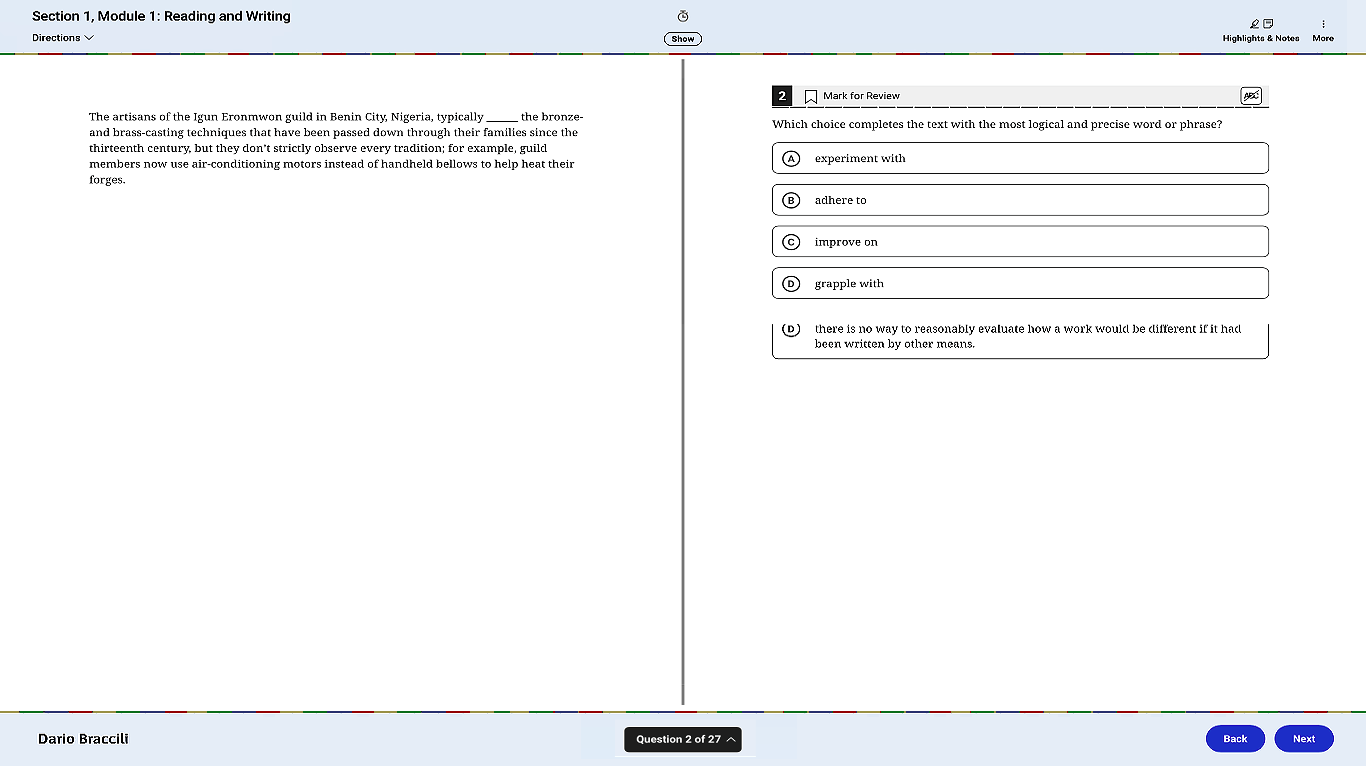 Section 1, Module 1: Reading and Writing
Directions
Show
Highlights & Notes
More
The artisans of the Igun Eronmwon guild in Benin City, Nigeria, typically ______ the bronze-
and brass-casting techniques that have been passed down through their families since the
thirteenth century, but they don't strictly observe every tradition; for example, guild
members now use air-conditioning motors instead of handheld bellows to help heat their
forges.
2
Mark for Review
ABC
Which choice completes the text with the most logical and precise word or phrase?
A experiment with
B adhere to
C improve on
D grapple with
D there is no way to reasonably evaluate how a work would be different if it had
been written by other means.
Dario Braccili
Question 2 of 27
Back
Next